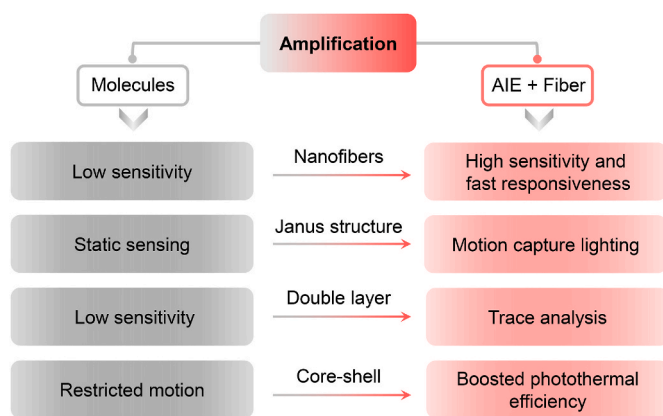 Amplification
Molecules
AIE + Fiber
Low sensitivity
Nanofibers
High sensitivity and
fast responsiveness
Static sensing
Janus structure
Motion capture lighting
Low sensitivity
Double layer
Trace analysis
Restricted motion
Core-shell
Boosted photothermal
efficiency